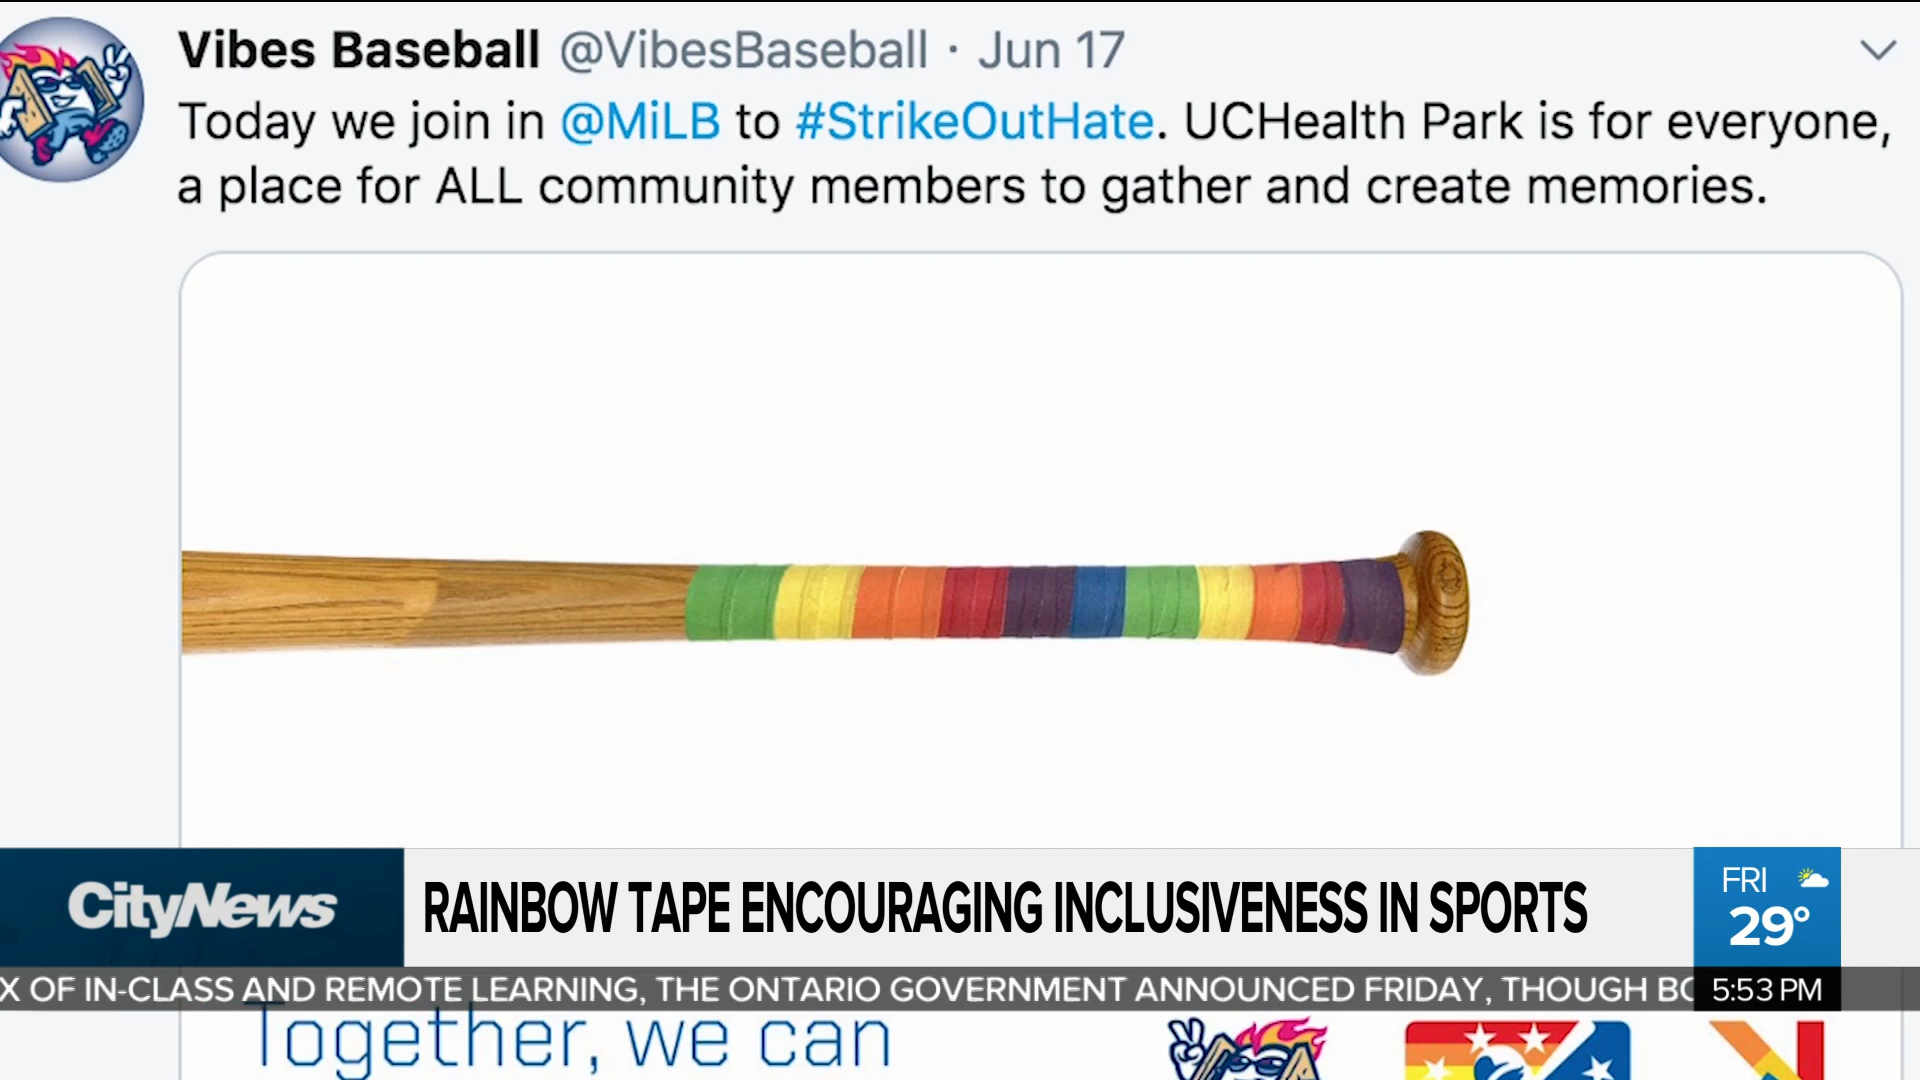 Vibes Baseball @VibesBaseball · Jun 17
Today we join in @MiLB to #StrikeOutHate. UCHealth Park is for everyone,
a place for ALL community members to gather and create memories.
CityNews
RAINBOW TAPE ENCOURAGING INCLUSIVENESS IN SPORTS
FRI
29°
X OF IN-CLASS AND REMOTE LEARNING, THE ONTARIO GOVERNMENT ANNOUNCED FRIDAY, THOUGH BO
5:53 PM
Together, we can